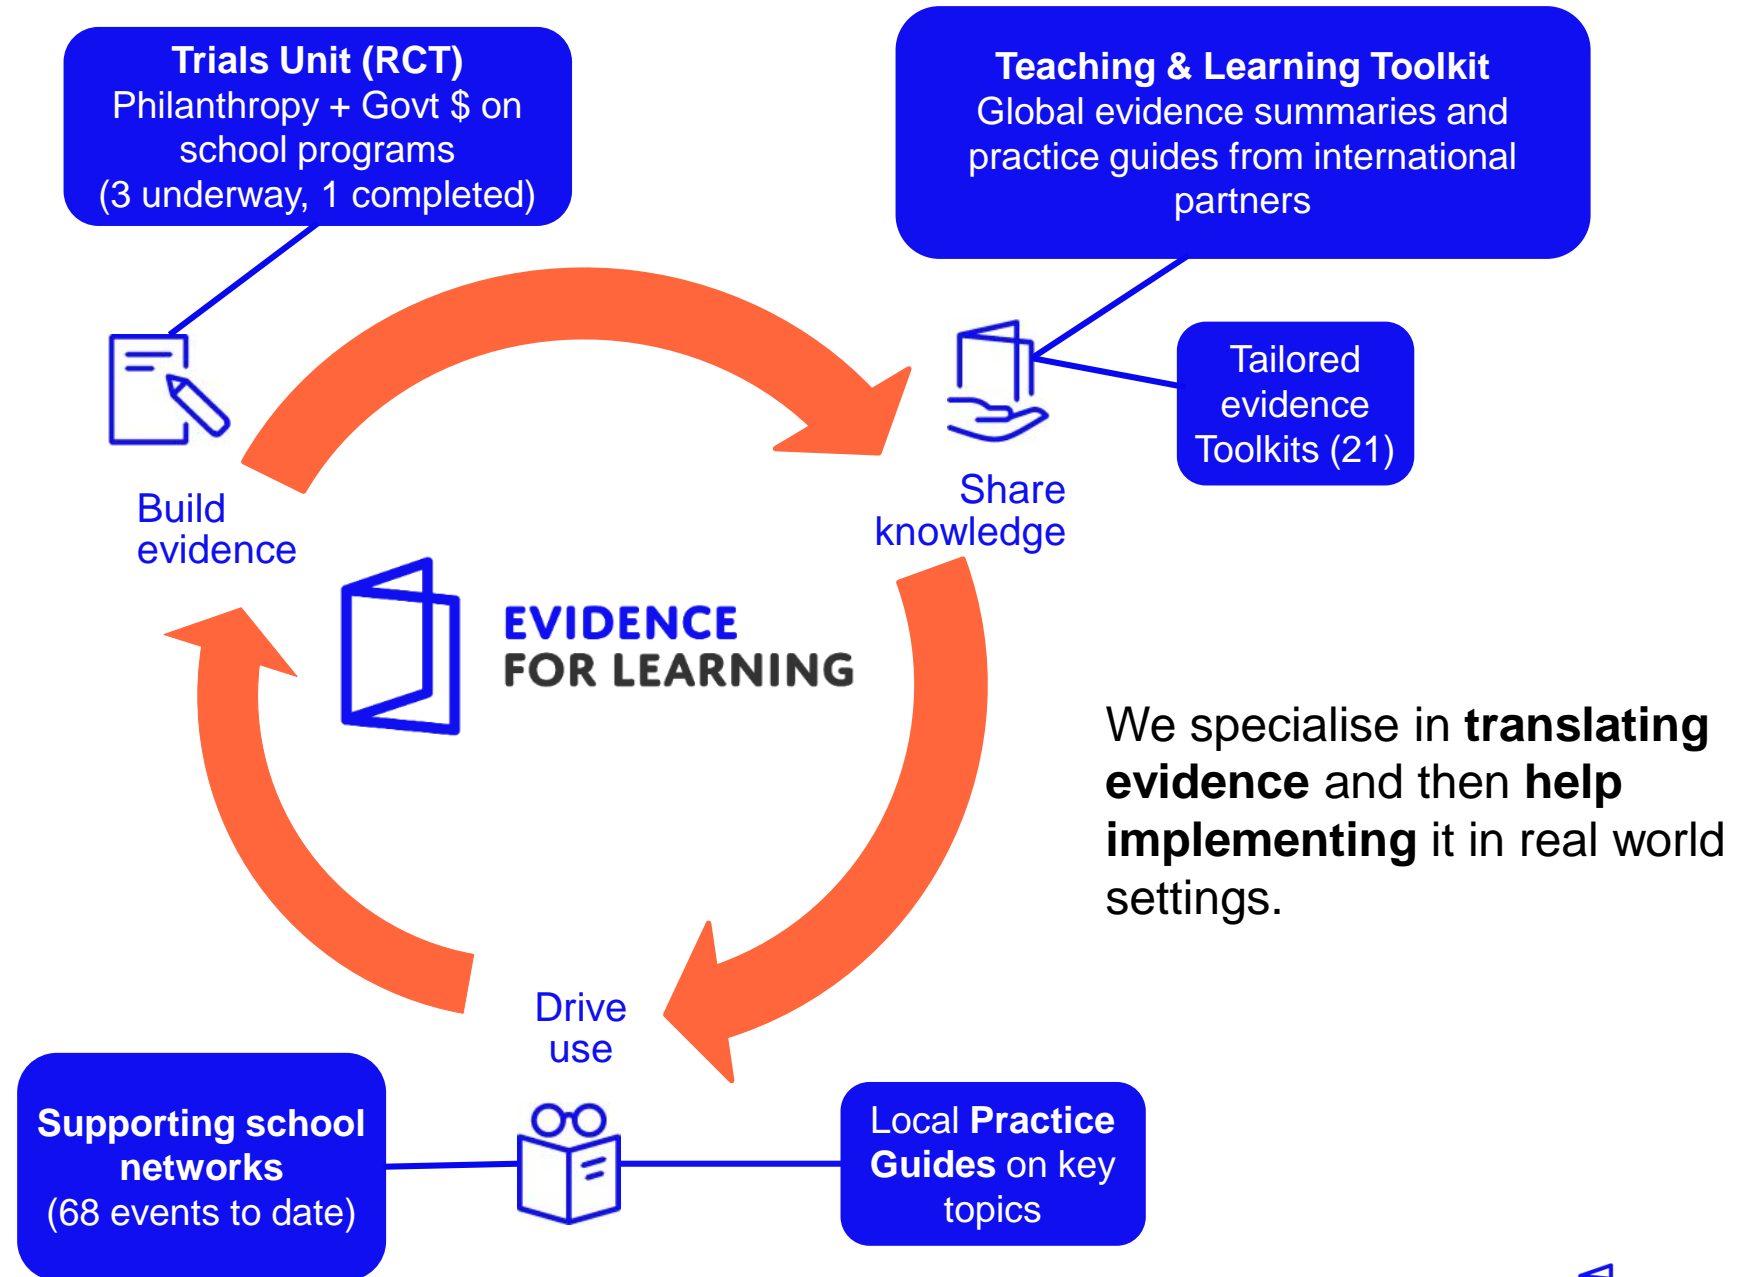 Trials Unit (RCT)
Philanthropy + Govt $ on
school programs
(3 underway, 1 completed)
Teaching & Learning Toolkit
Global evidence summaries and
practice guides from international
partners
Tailored
evidence
Toolkits (21)
Share
knowledge
Build
evidence
EVIDENCE
FOR LEARNING
We specialise in translating
evidence and then help
implementing it in real world
settings.
Drive
use
Supporting school
networks
(68 events to date)
Local Practice
Guides on key
topics